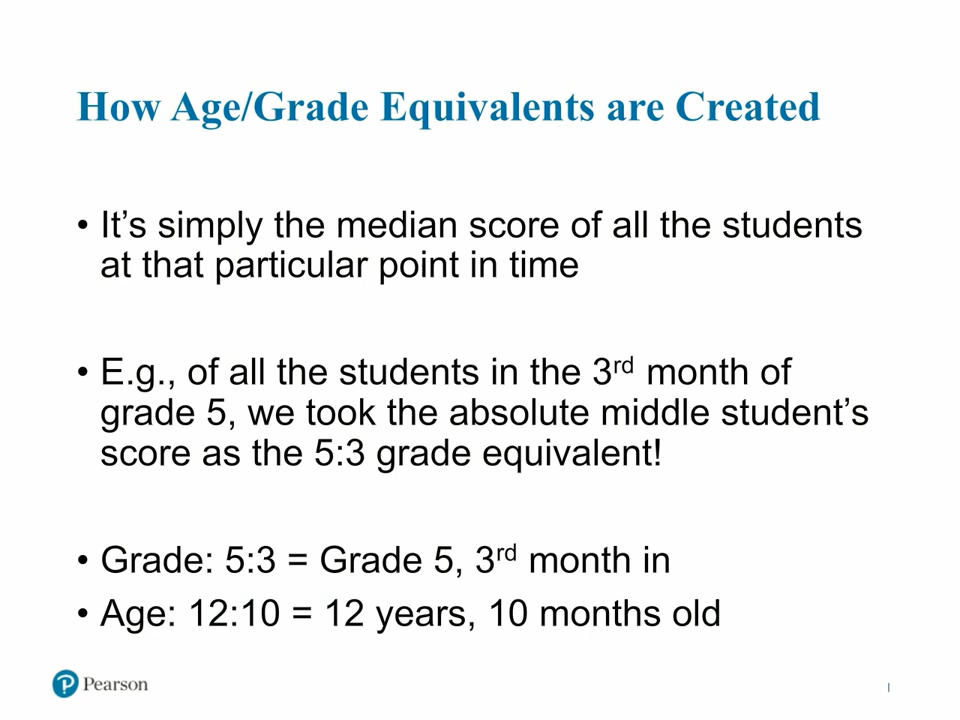 How Age/Grade Equivalents are Created
• It’s simply the median score of all the students
at that particular point in time
• E.g., of all the students in the 3rd month of
grade 5, we took the absolute middle student’s
score as the 5:3 grade equivalent!
• Grade: 5:3 = Grade 5, 3rd month in
• Age: 12:10 = 12 years, 10 months old
P Pearson